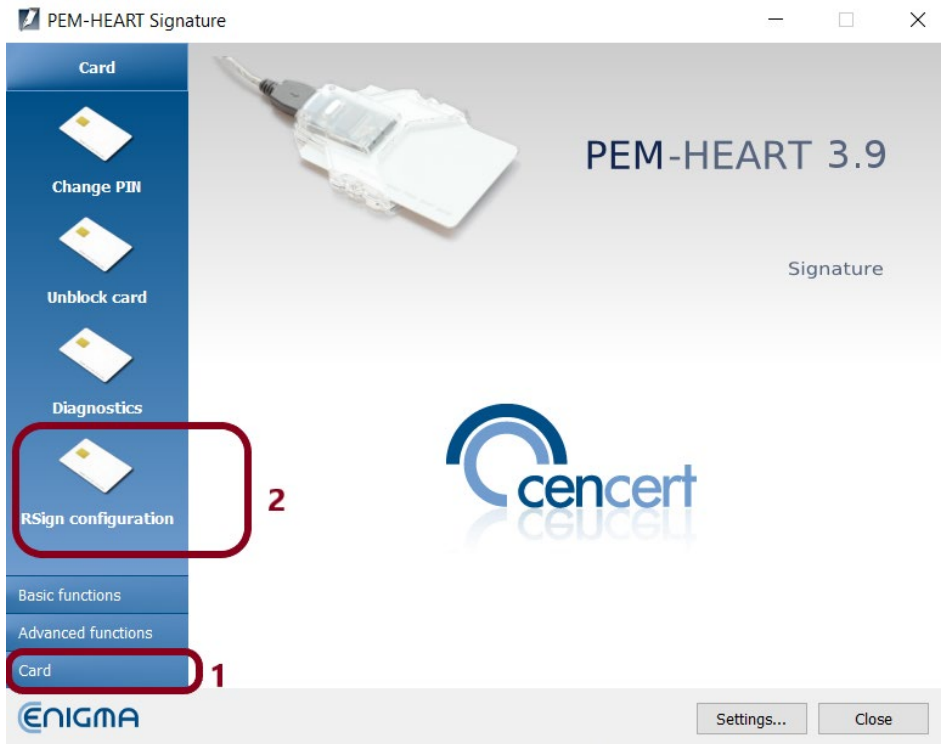 PEM-HEART Signature
Card
Change PIN
Unblock card
Diagnostics
RSign configuration
2
Basic functions
Advanced functions
Card
1
PEM-HEART 3.9
Signature
cencert
ENIGMA
Settings...
Close